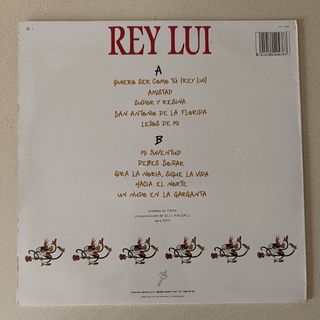 REY LUI
A
QUIERO SER COMO TÚ (REY LUI)
AMISTAD
SUDOR Y RESINA
SAN ANTONIO DE LA FLORIDA
LEJOS DE MI
B
MI JUVENTUD
DEBES SOÑAR
GIRA LA NORIA, SIGUE LA VIDA
HACIA EL NORTE
UN NUDO EN LA GARGANTA